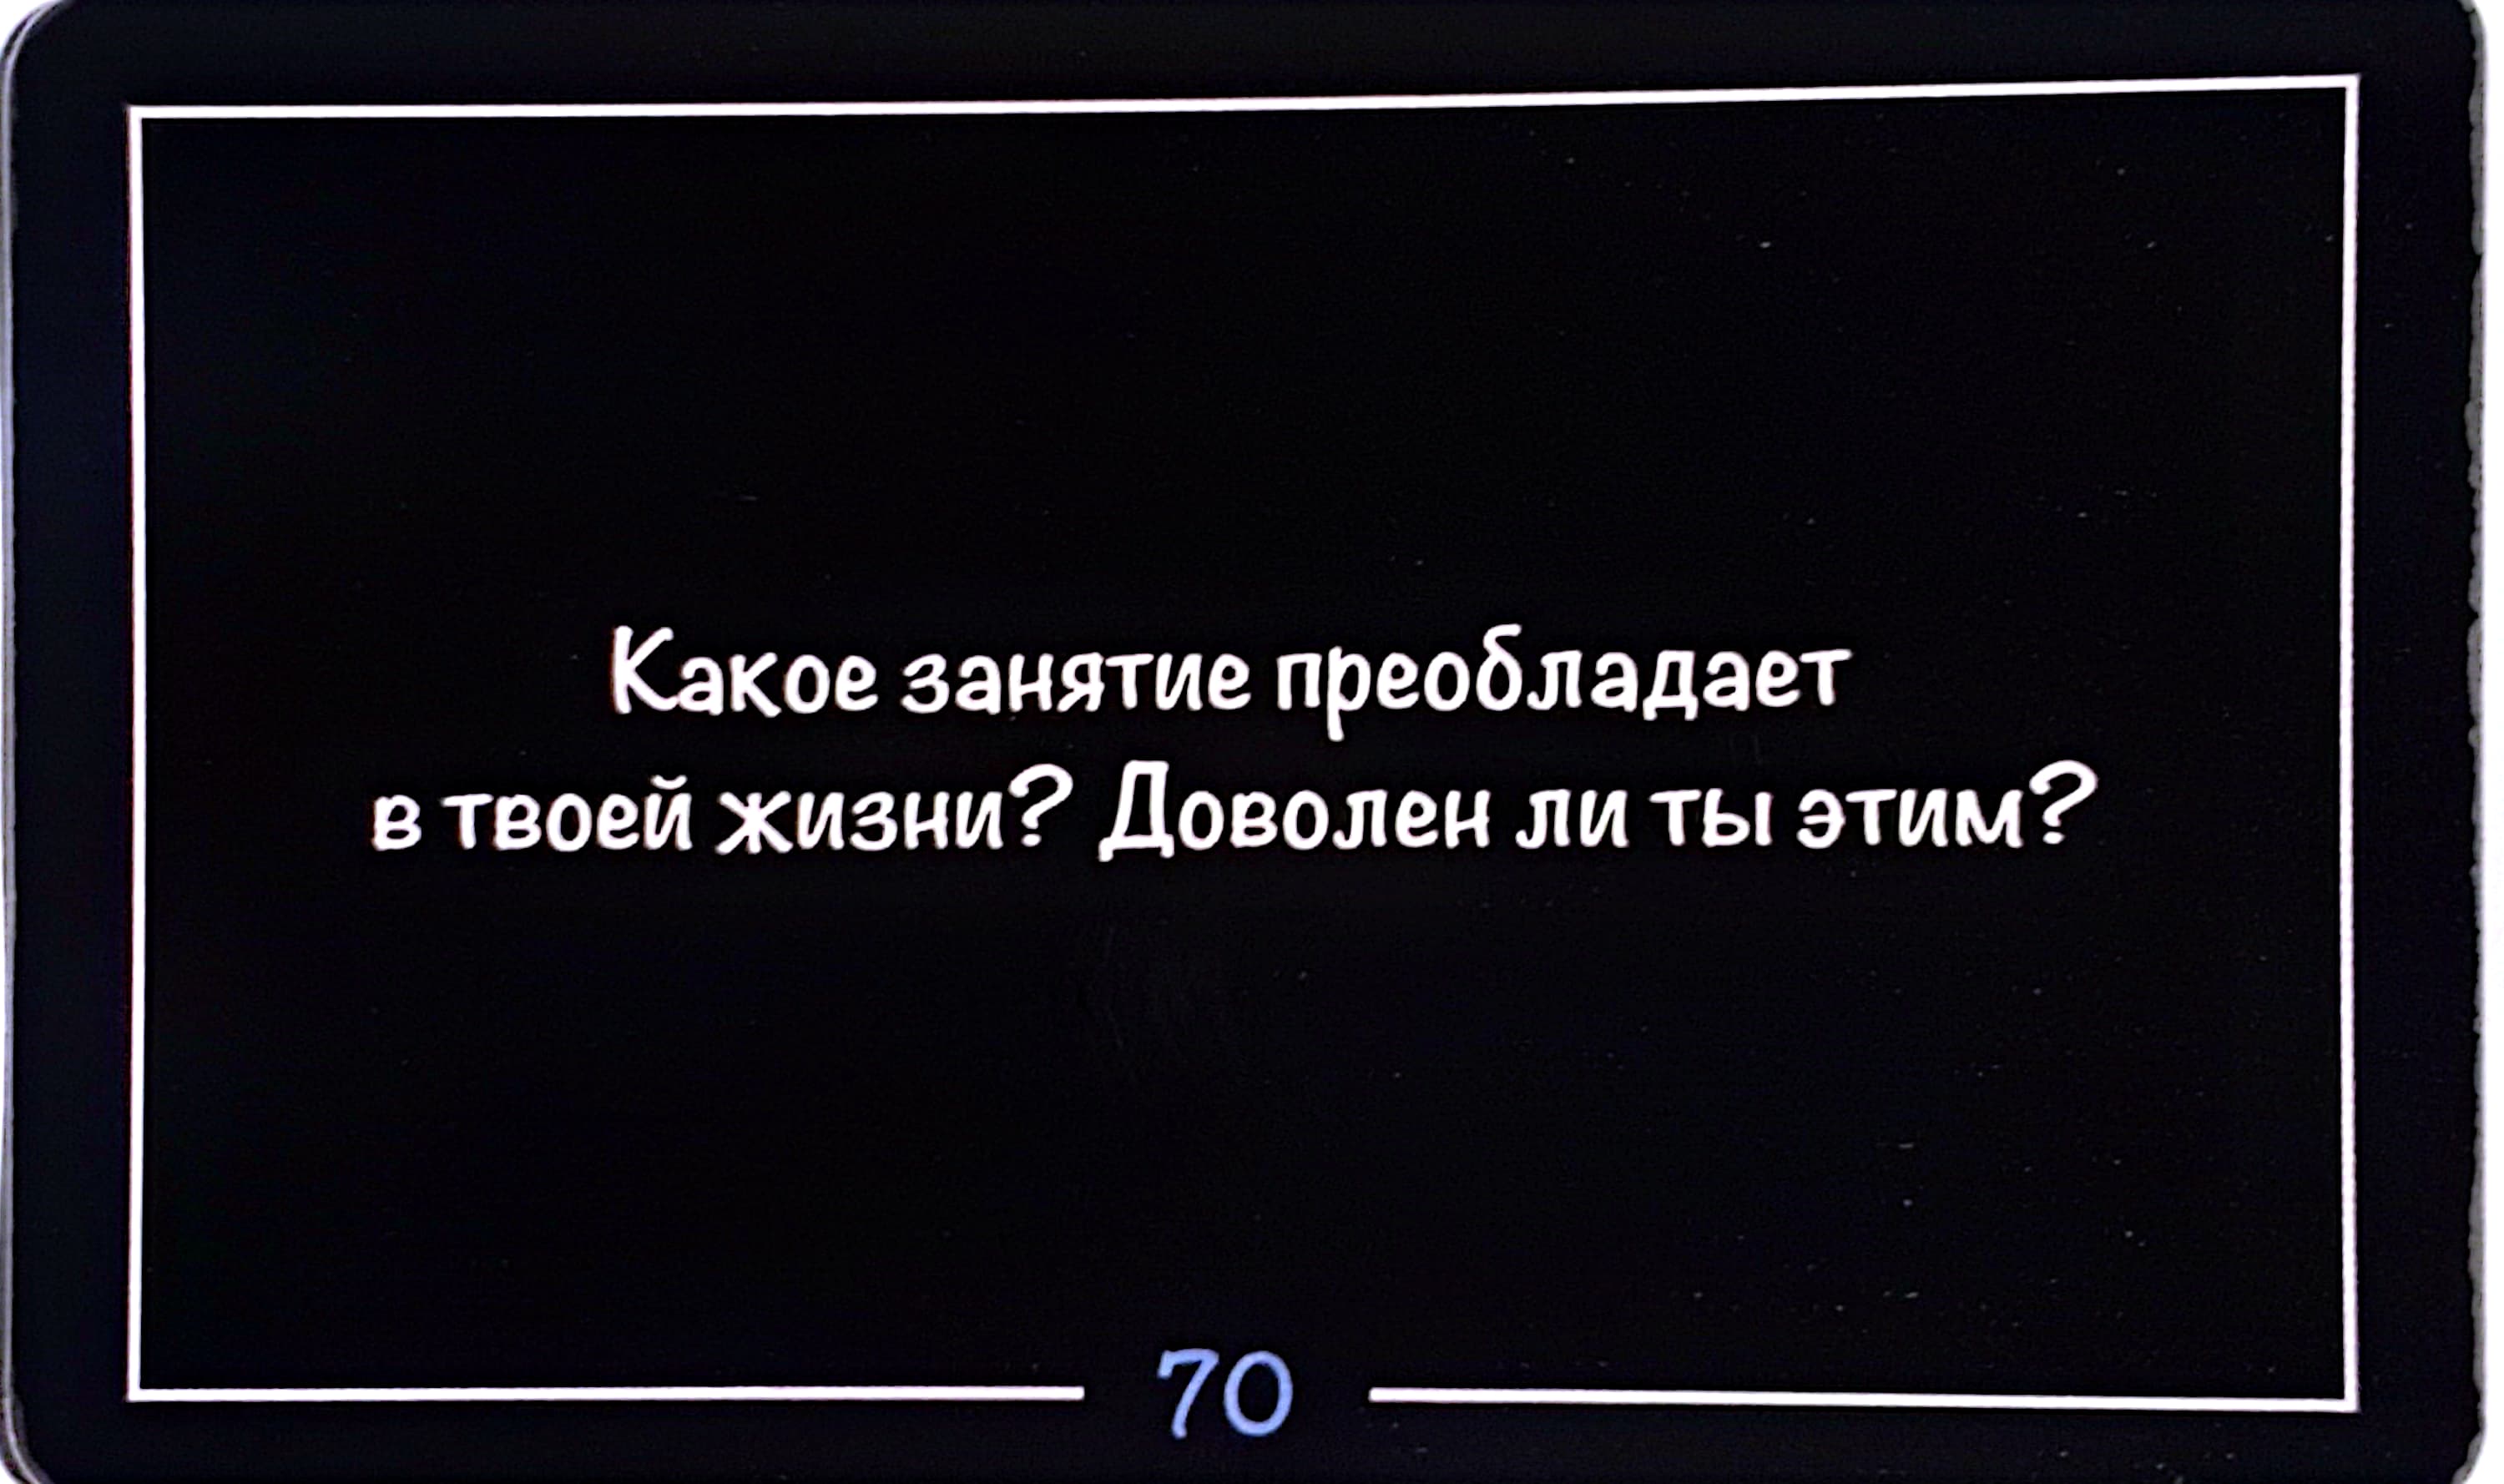 Какое занятие преобладает
в твоей жизни? Доволен ли ты этим?
70